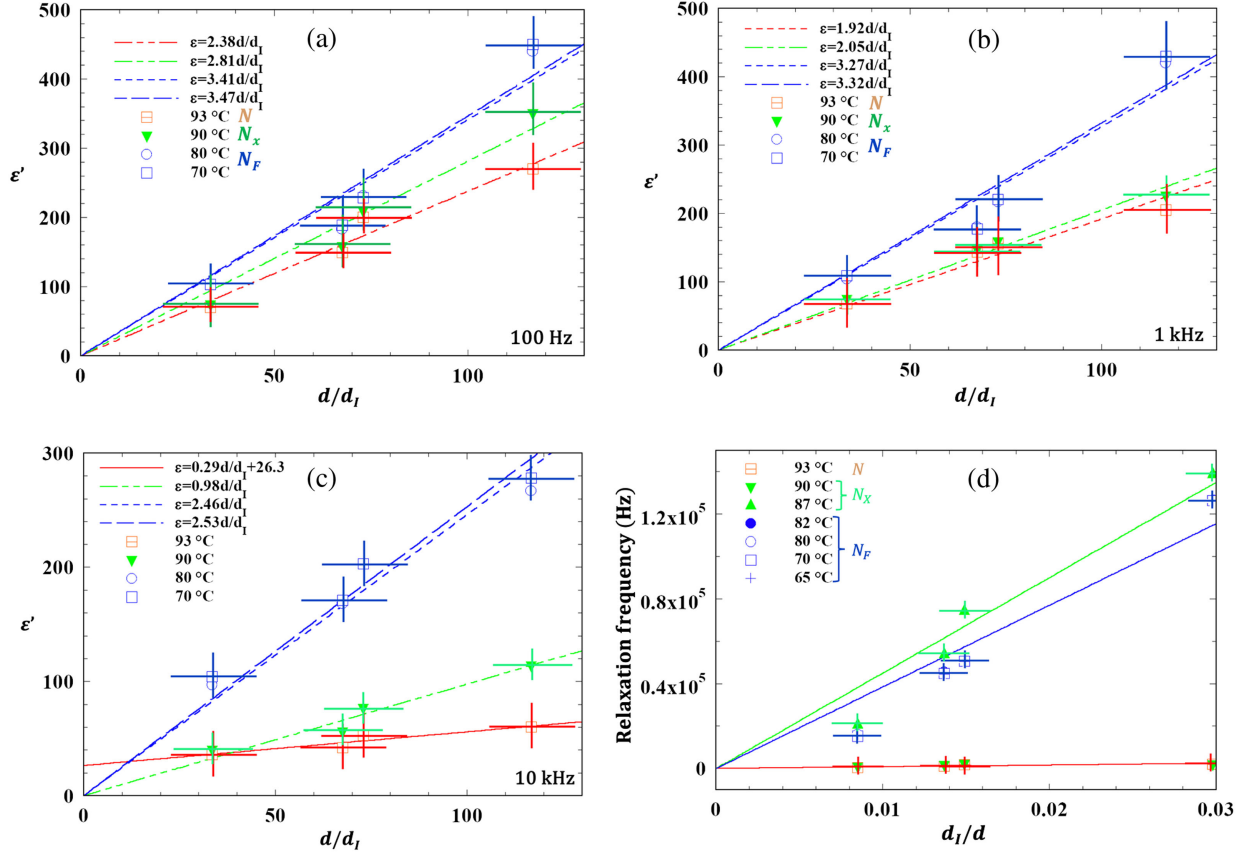 (a)
ε=2.38d/d_I
ε=2.81d/d_I
ε=3.41d/d_I
ε=3.47d/d_I
93 °C N
90 °C N_x
80 °C N_F
70 °C
500
400
300
200
100
0
ε'
0 50 100
d/d_I
100 Hz
(b)
ε=1.92d/d_I
ε=2.05d/d_I
ε=3.27d/d_I
ε=3.32d/d_I
93 °C N
90 °C N_x
80 °C N_F
70 °C
500
400
300
200
100
0
ε'
0 50 100
d/d_I
1 kHz
(c)
ε=0.29d/d_I+26.3
ε=0.98d/d_I
ε=2.46d/d_I
ε=2.53d/d_I
93 °C
90 °C
80 °C
70 °C
300
200
100
0
ε'
0 50 100
d/d_I
10 kHz
(d)
93 °C N
90 °C N_X
87 °C
82 °C
80 °C N_F
70 °C
65 °C
1.2x10^5
0.8x10^5
0.4x10^5
0
Relaxation frequency (Hz)
0 0.01 0.02 0.03
d_I/d